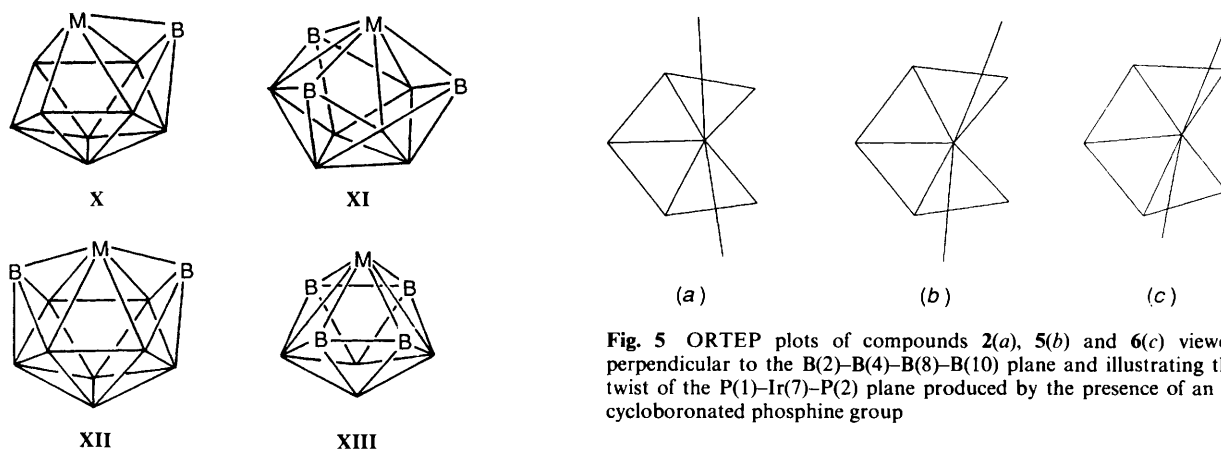 M
B
X
B
M
B
B
XI
M
B
B
XII
M
B
B
B
B
XIII
(a)
(b)
(c)
Fig. 5 ORTEP plots of compounds 2(a), 5(b) and 6(c) viewe
perpendicular to the B(2)–B(4)–B(8)–B(10) plane and illustrating th
twist of the P(1)–Ir(7)–P(2) plane produced by the presence of an
cycloboronated phosphine group